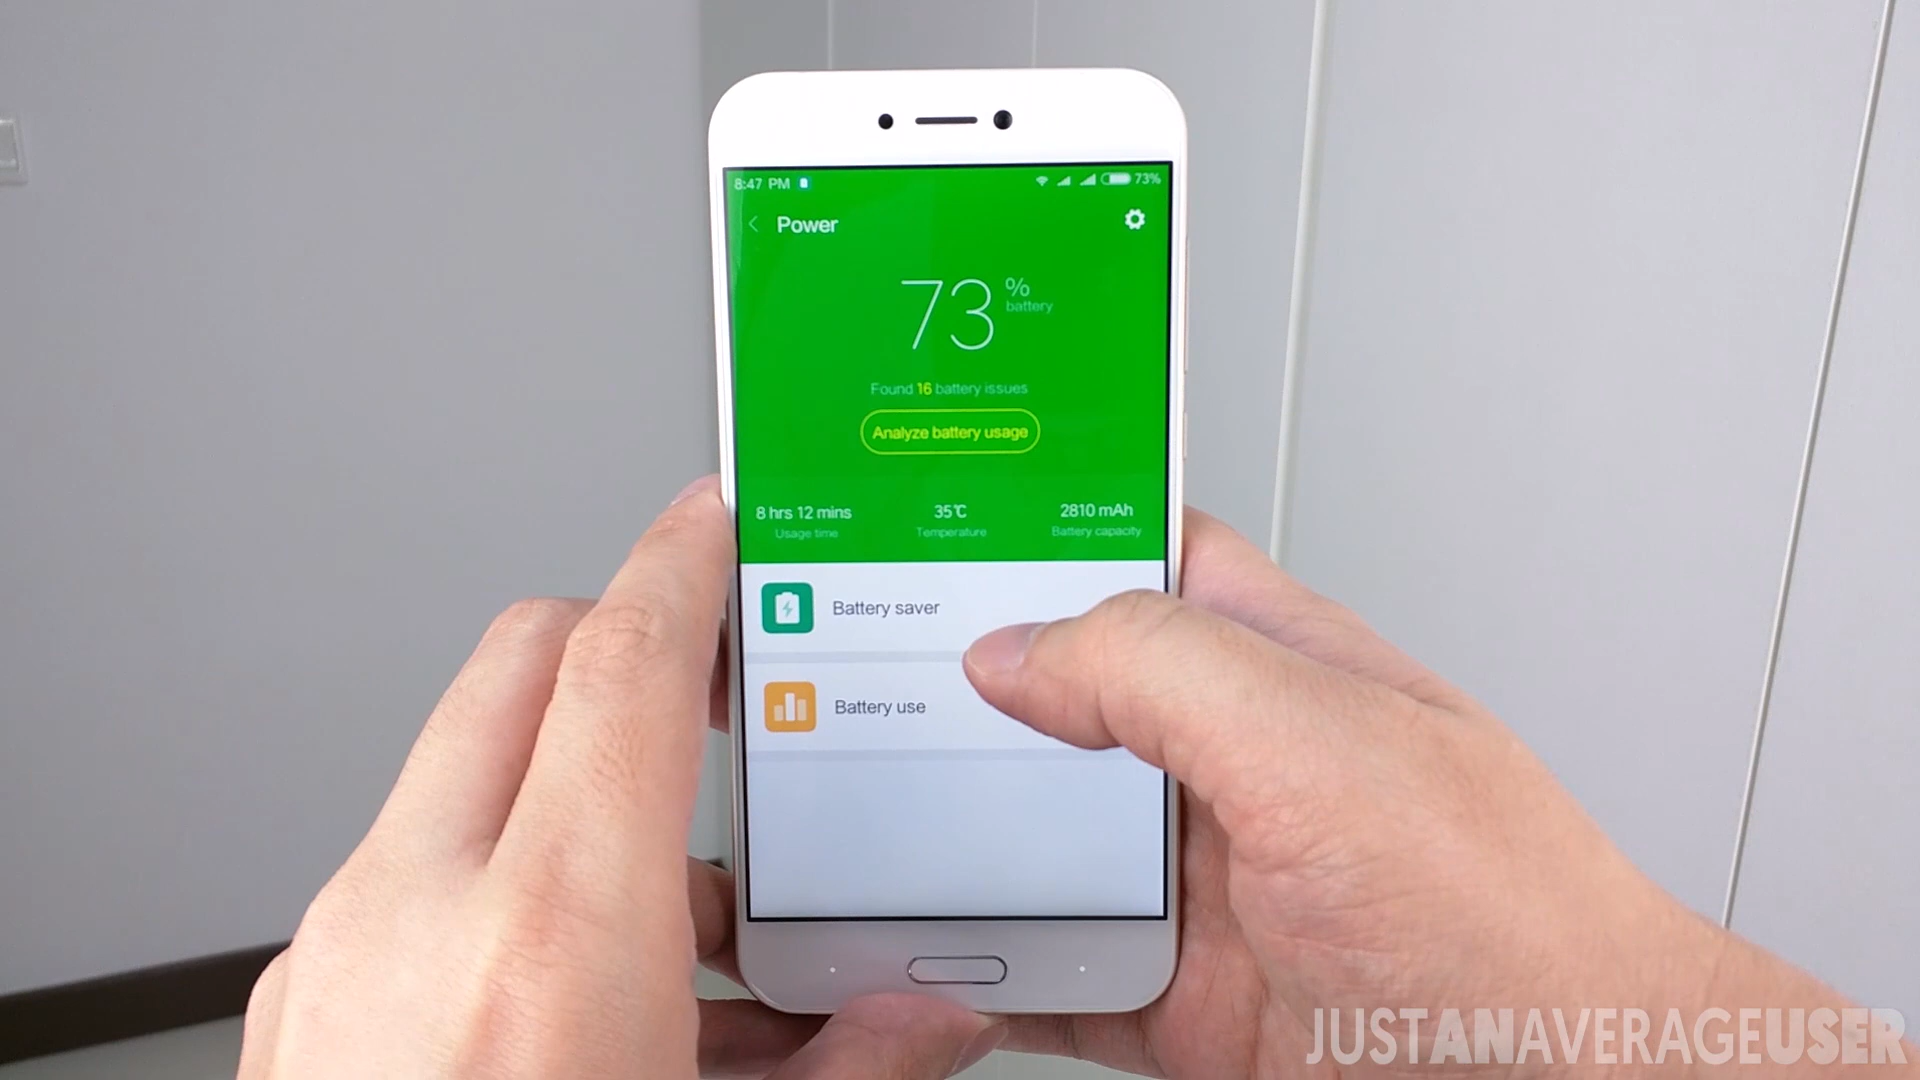 8:47 PM
73%
Power
73 %
battery
Found 16 battery issues
Analyze battery usage
8 hrs 12 mins 35℃ 2810 mAh
Usage time Temperature Battery capacity
Battery saver
Battery use
JUSTANAVERAGEUSER